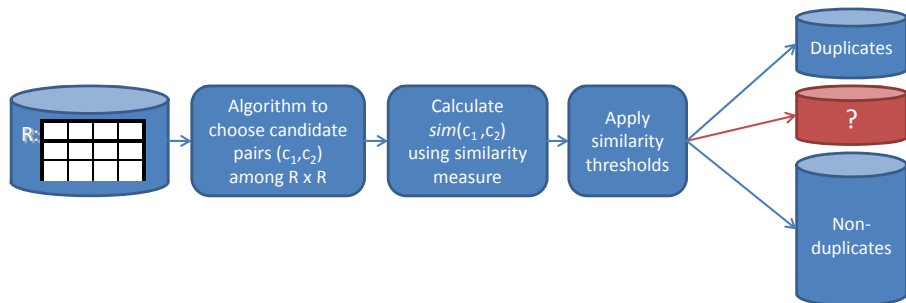 R:
Algorithm to
choose candidate
pairs (c₁,c₂)
among R x R
Calculate
sim(c₁,c₂)
using similarity
measure
Apply
similarity
thresholds
Duplicates
?
Non-
duplicates